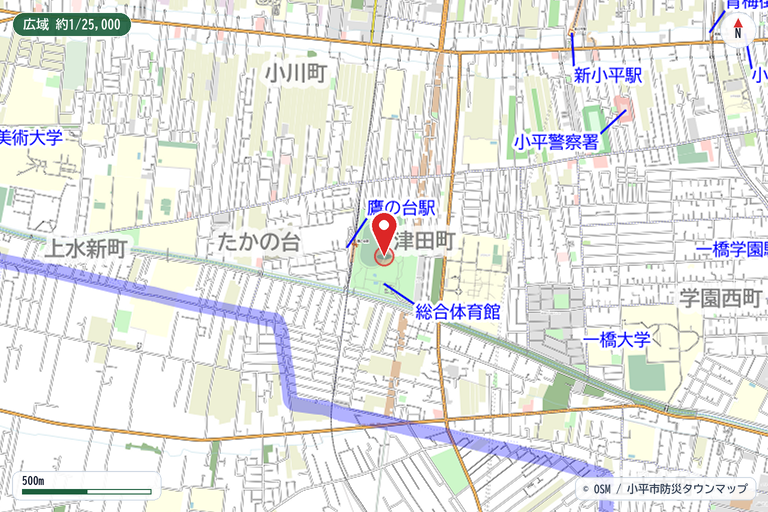 広域 約1/25,000
N
小川町
新小平駅
美術大学
小平警察署
鷹の台駅
上水新町
たかの台
津田町
一橋学園駅
総合体育館
学園西町
一橋大学
500m
© OSM / 小平市防災タウンマップ